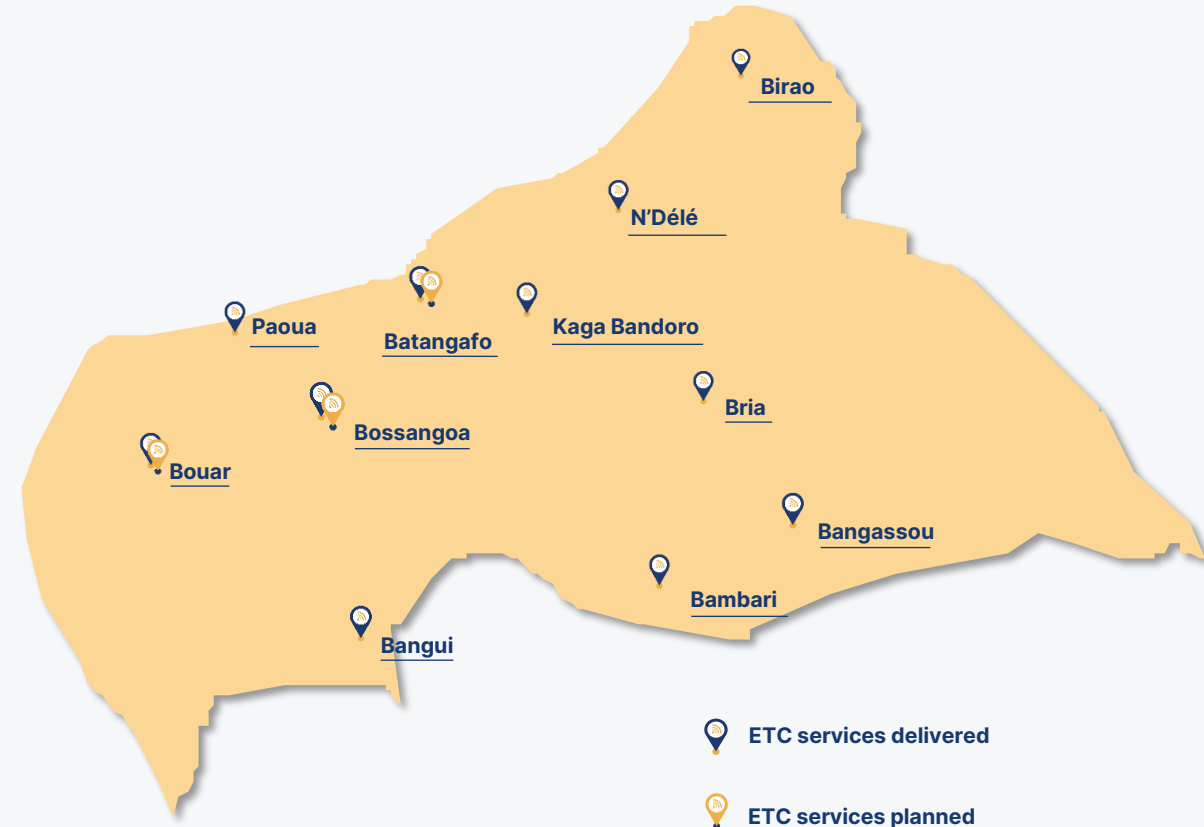 Birao
N’Délé
Paoua
Kaga Bandoro
Batangafo
Bria
Bossangoa
Bouar
Bangassou
Bambari
Bangui
ETC services delivered
ETC services planned